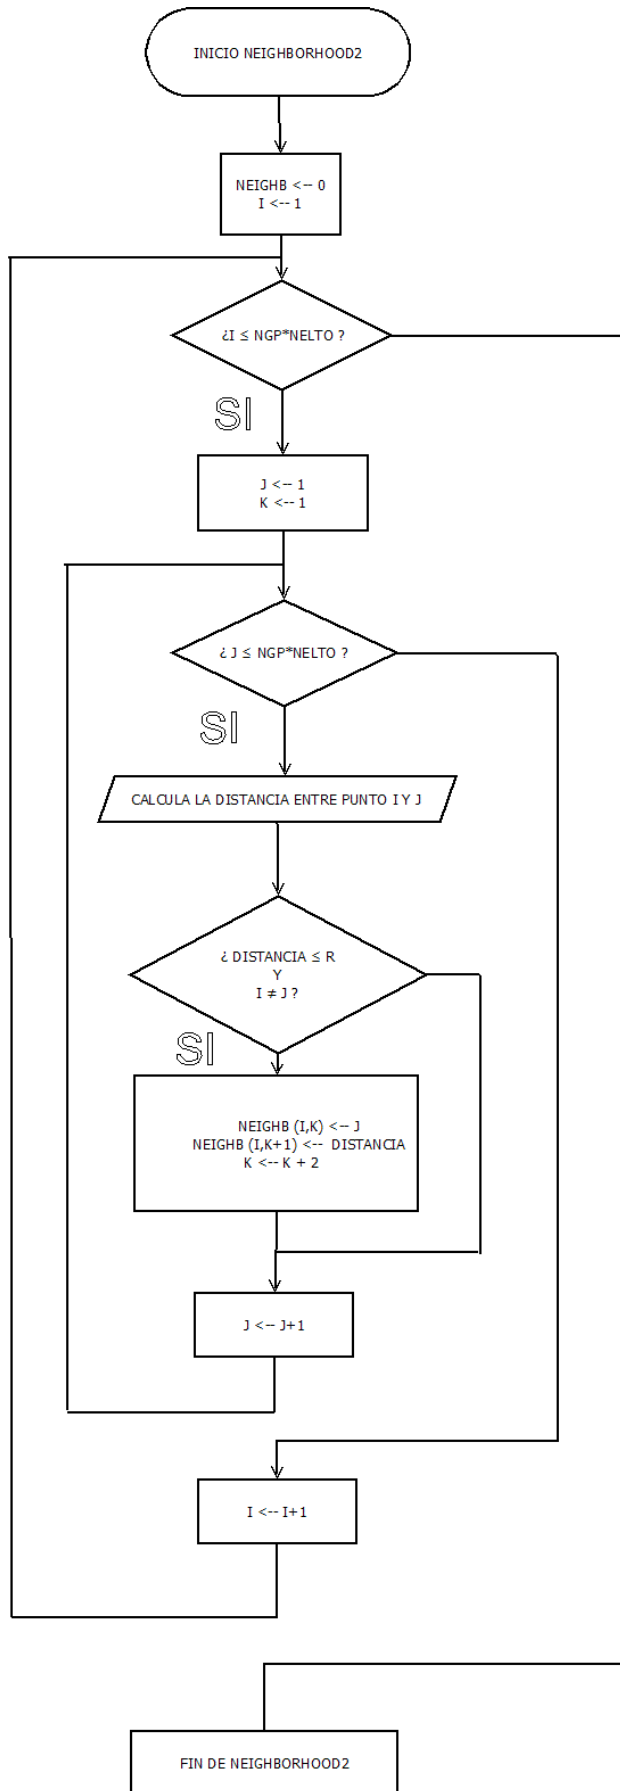 INICIO NEIGHBORHOOD2
NEIGHB <-- 0
I <-- 1
¿I ≤ NGP*NELTO ?
SI
J <-- 1
K <-- 1
¿ J ≤ NGP*NELTO ?
SI
CALCULA LA DISTANCIA ENTRE PUNTO I Y J
¿ DISTANCIA ≤ R
Y
I ≠ J ?
SI
NEIGHB (I,K) <-- J
NEIGHB (I,K+1) <-- DISTANCIA
K <-- K + 2
J <-- J+1
I <-- I+1
FIN DE NEIGHBORHOOD2